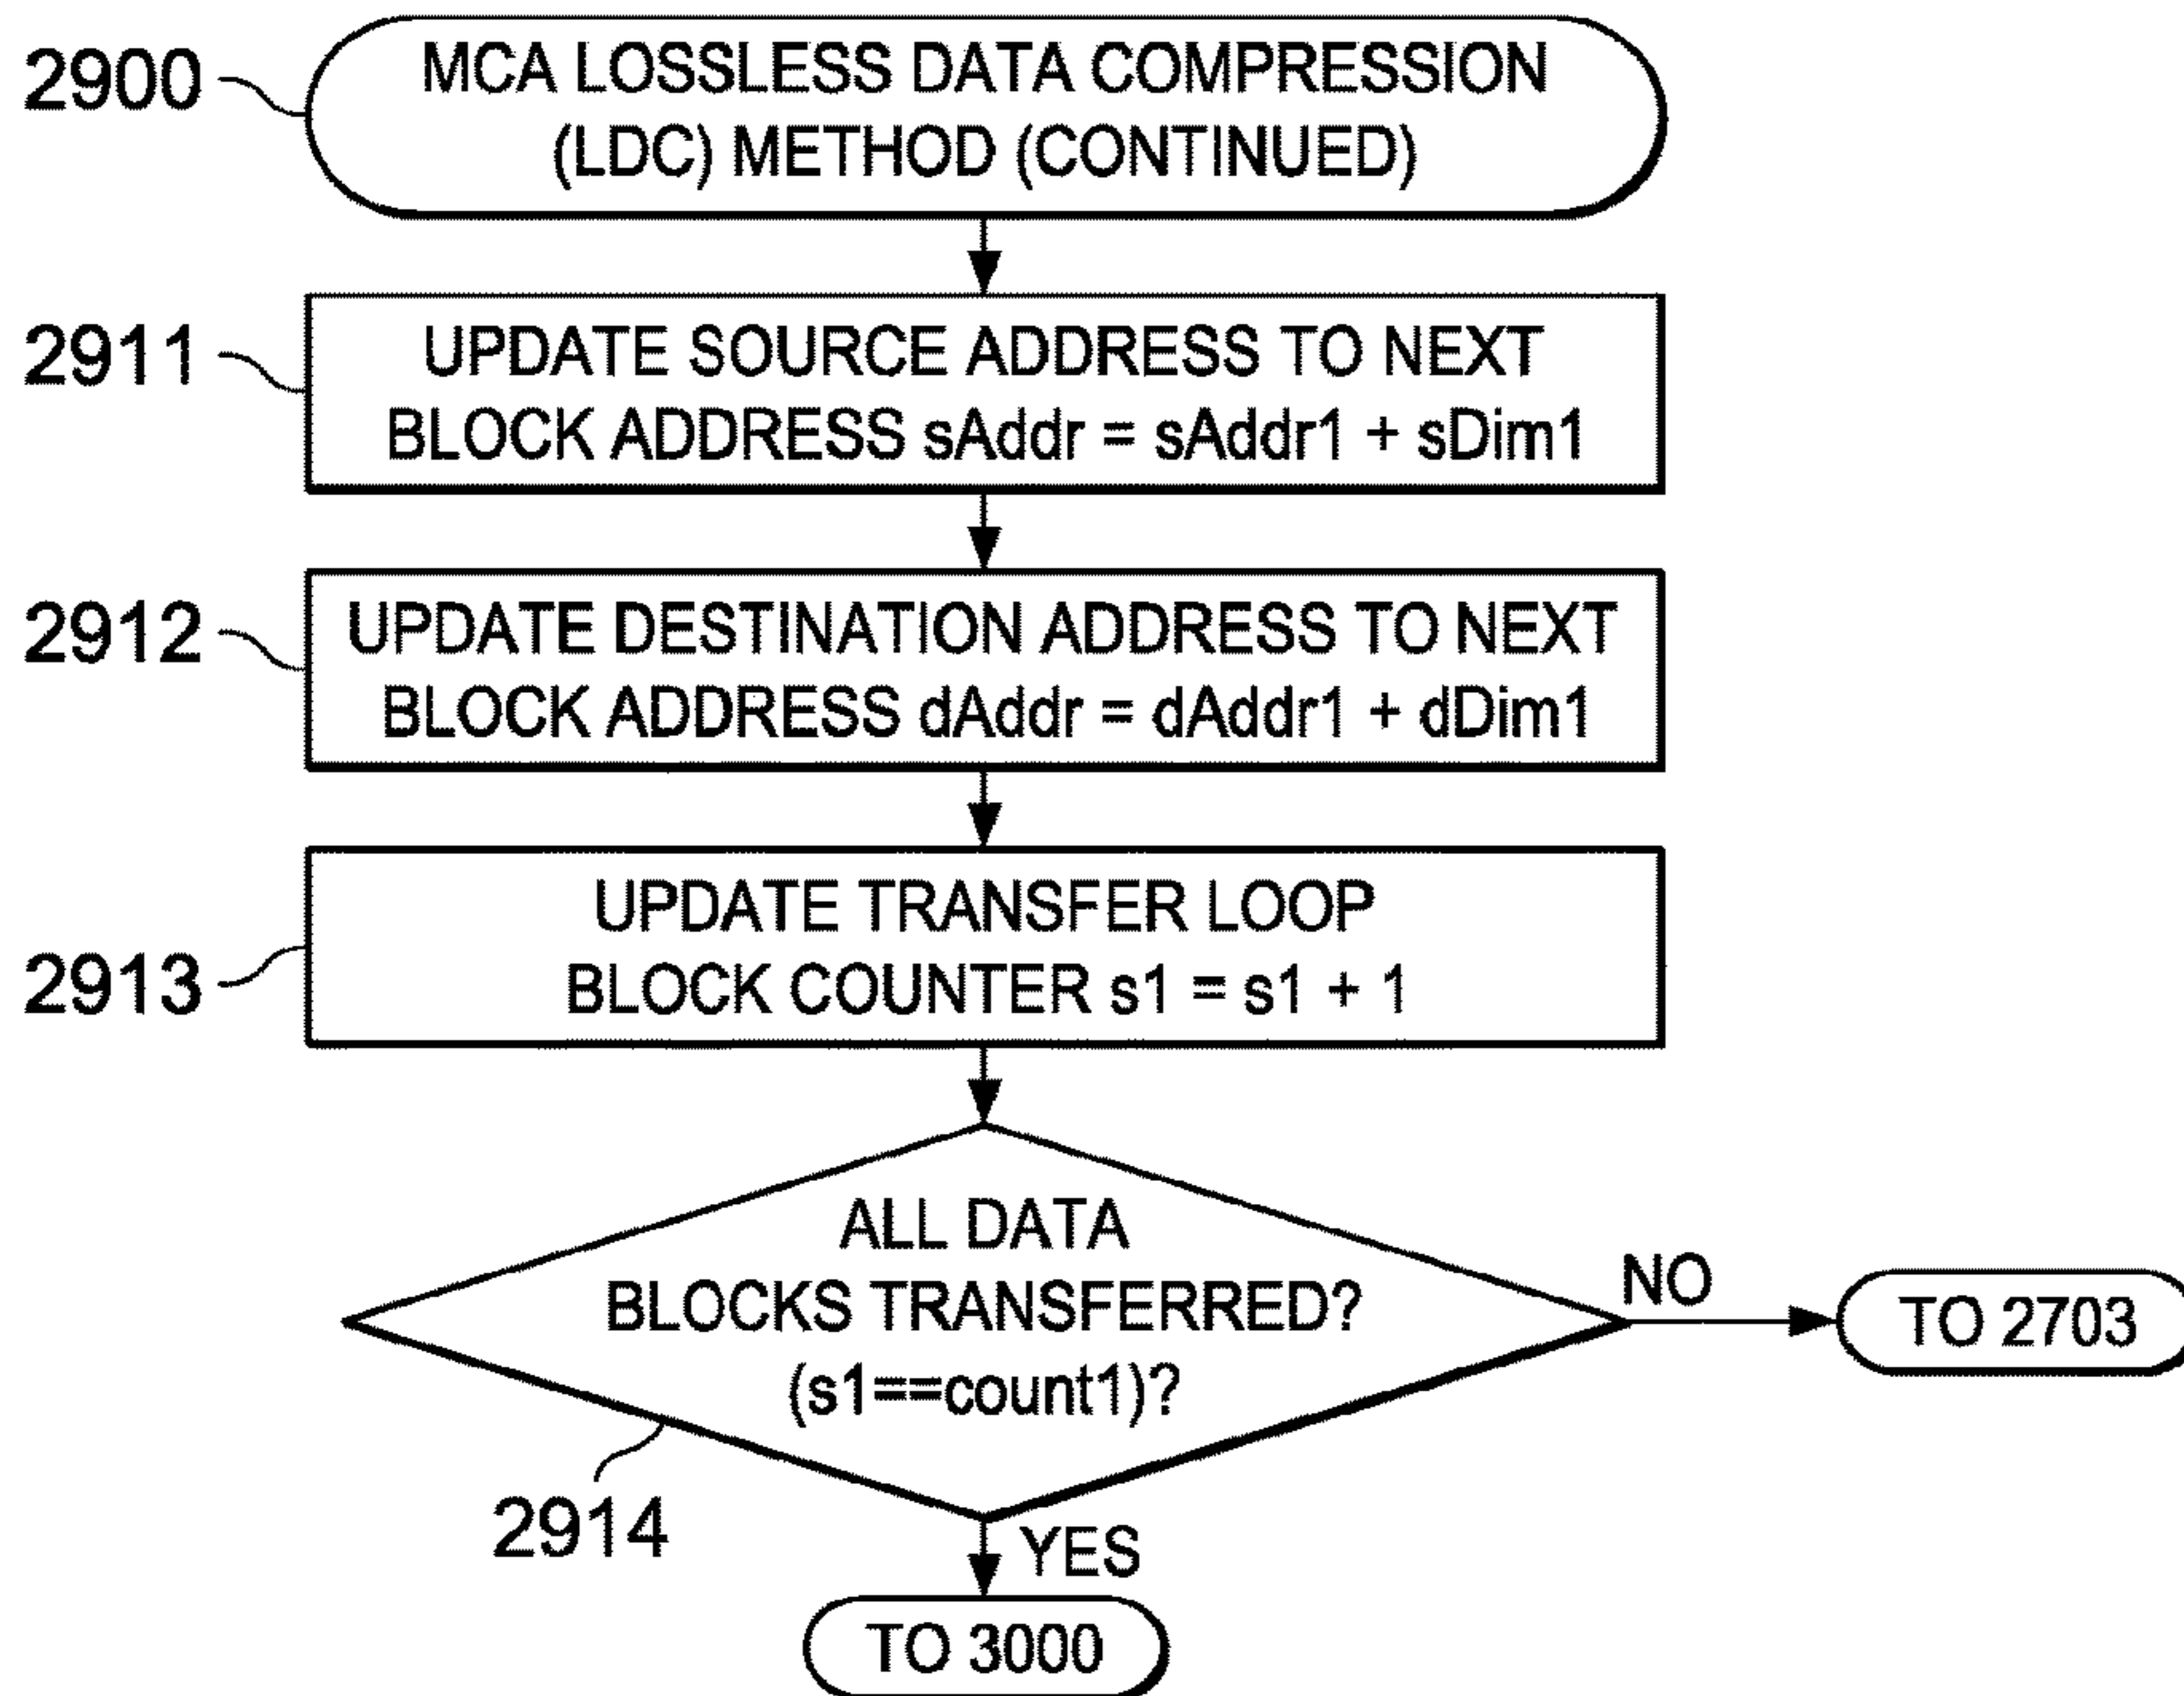 2900
MCA LOSSLESS DATA COMPRESSION
(LDC) METHOD (CONTINUED)
2911
UPDATE SOURCE ADDRESS TO NEXT
BLOCK ADDRESS sAddr = sAddr1 + sDim1
2912
UPDATE DESTINATION ADDRESS TO NEXT
BLOCK ADDRESS dAddr = dAddr1 + dDim1
2913
UPDATE TRANSFER LOOP
BLOCK COUNTER s1 = s1 + 1
ALL DATA
BLOCKS TRANSFERRED?
(s1==count1)?
NO
TO 2703
2914
YES
TO 3000